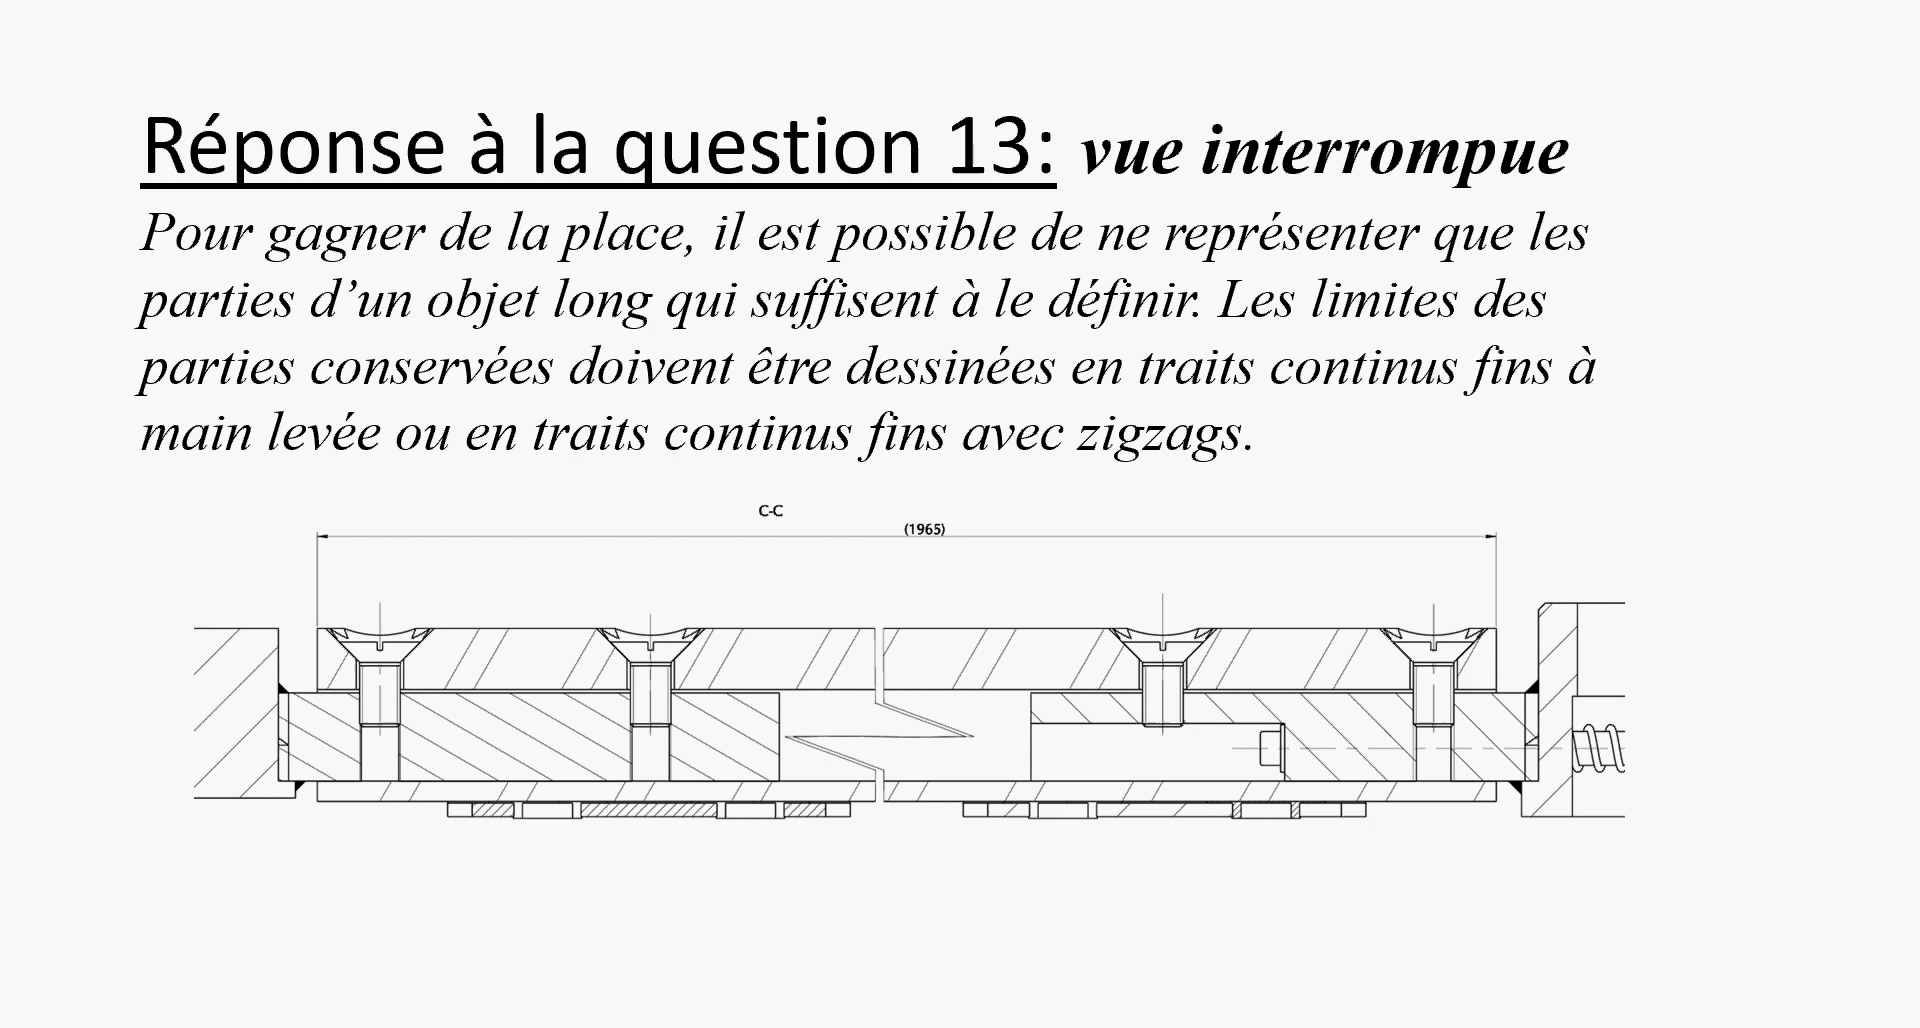 Réponse à la question 13: vue interrompue
Pour gagner de la place, il est possible de ne représenter que les
parties d’un objet long qui suffisent à le définir. Les limites des
parties conservées doivent être dessinées en traits continus fins à
main levée ou en traits continus fins avec zigzags.
C-C
(1965)